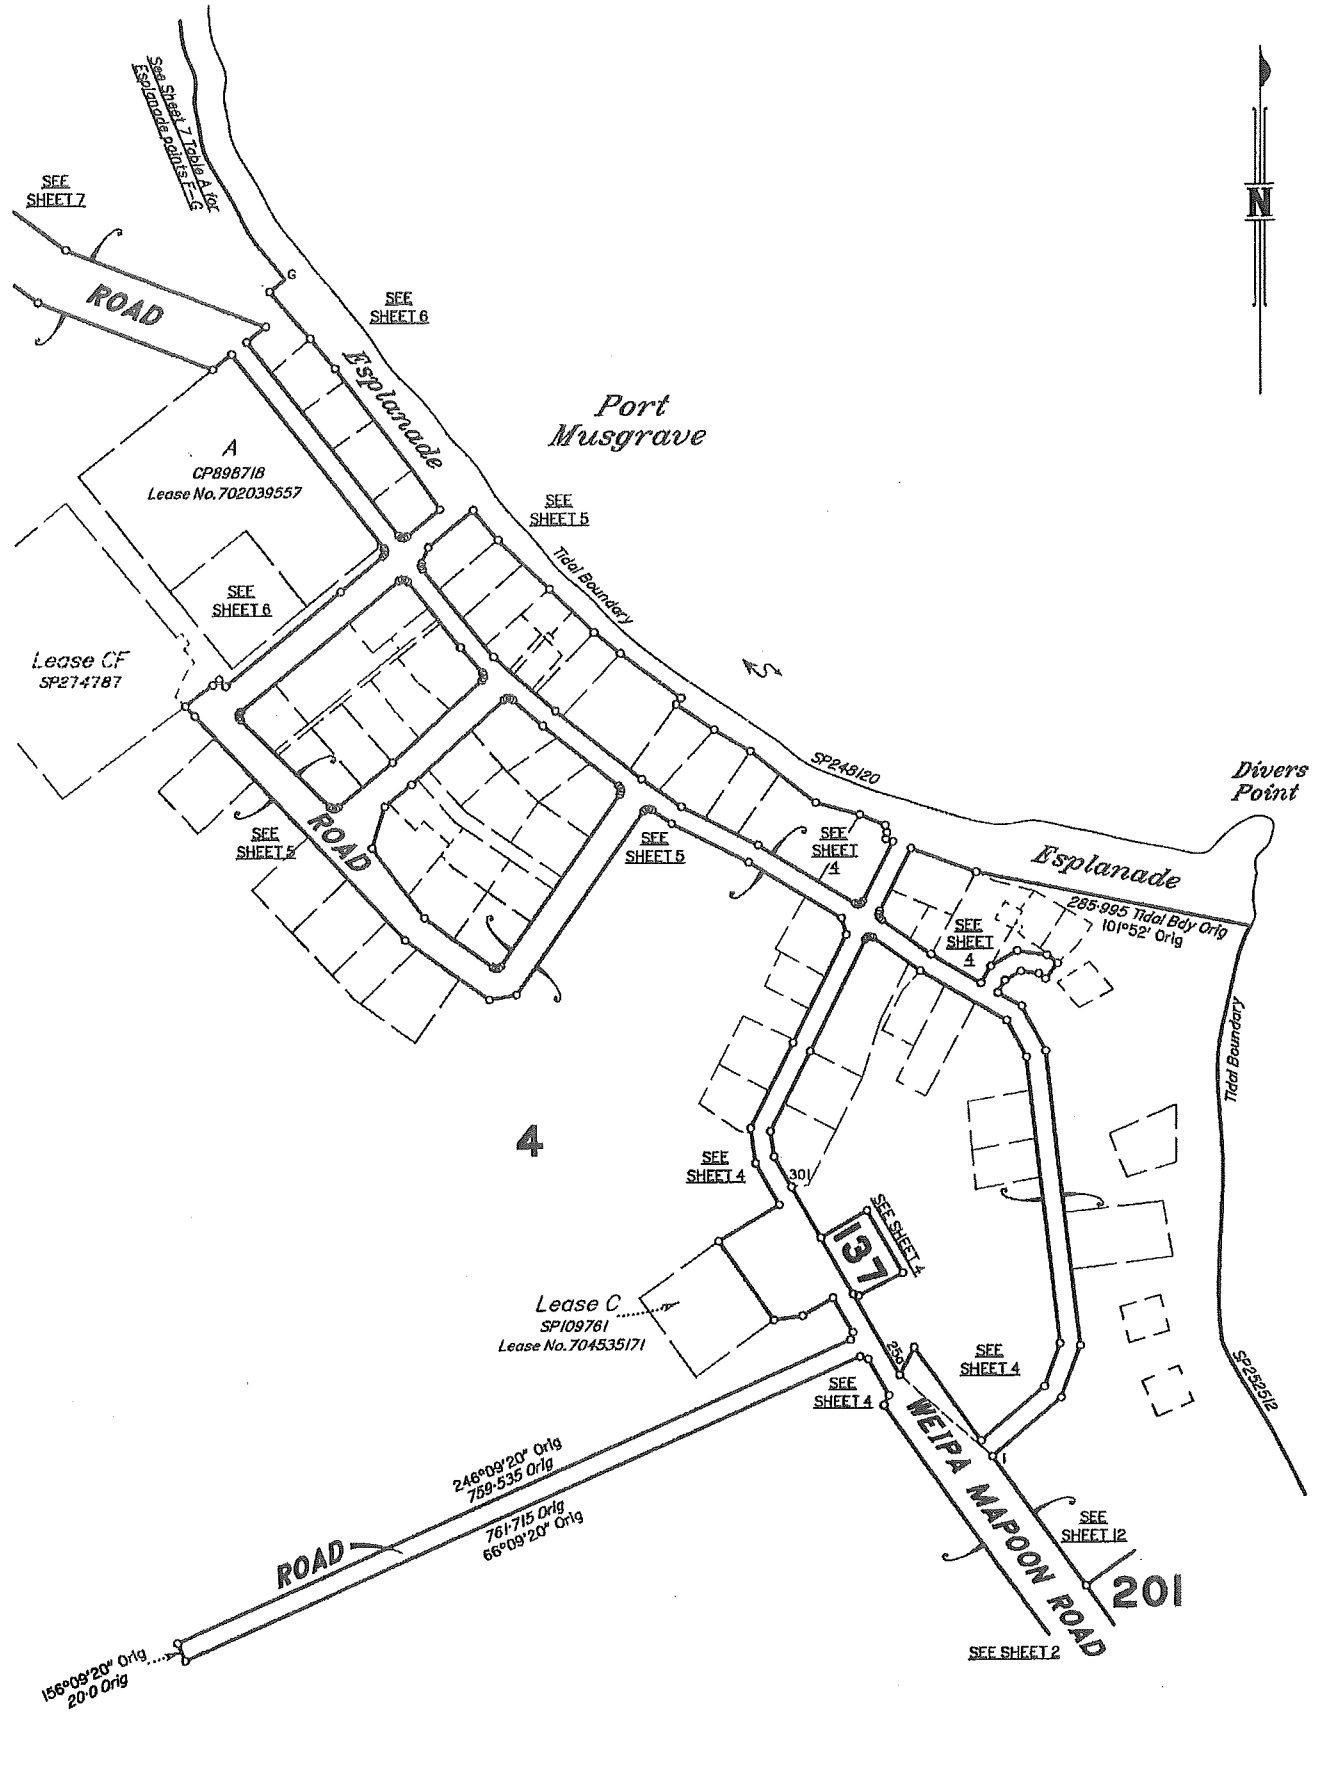 See Sheet 7 Table A for
Esplanade points F-G
SEE
SHEET 7
N
G
ROAD
SEE
SHEET 6
Esplanade
Port
Musgrave
A
CP898718
Lease No. 702039557
SEE
SHEET 5
Tidal Boundary
SEE
SHEET 6
Lease CF
SP274787
SP248120
Divers
Point
ROAD
SEE
SHEET 5
SEE
SHEET 5
SEE
SHEET
4
Esplanade
285·995 Tidal Bdy Orig
101°52' Orig
SEE
SHEET
4
Tidal Boundary
4
SEE
SHEET 4
301
SEE SHEET 4
137
Lease C
SP109761
Lease No. 704535171
SEE
SHEET 4
SEE
SHEET 4
SP252512
WEIPA MAPOON ROAD
1
246°09'20" Orig
759·535 Orig
761·715 Orig
66°09'20" Orig
ROAD
SEE
SHEET 12
201
SEE SHEET 2
156°09'20" Orig
20·0 Orig